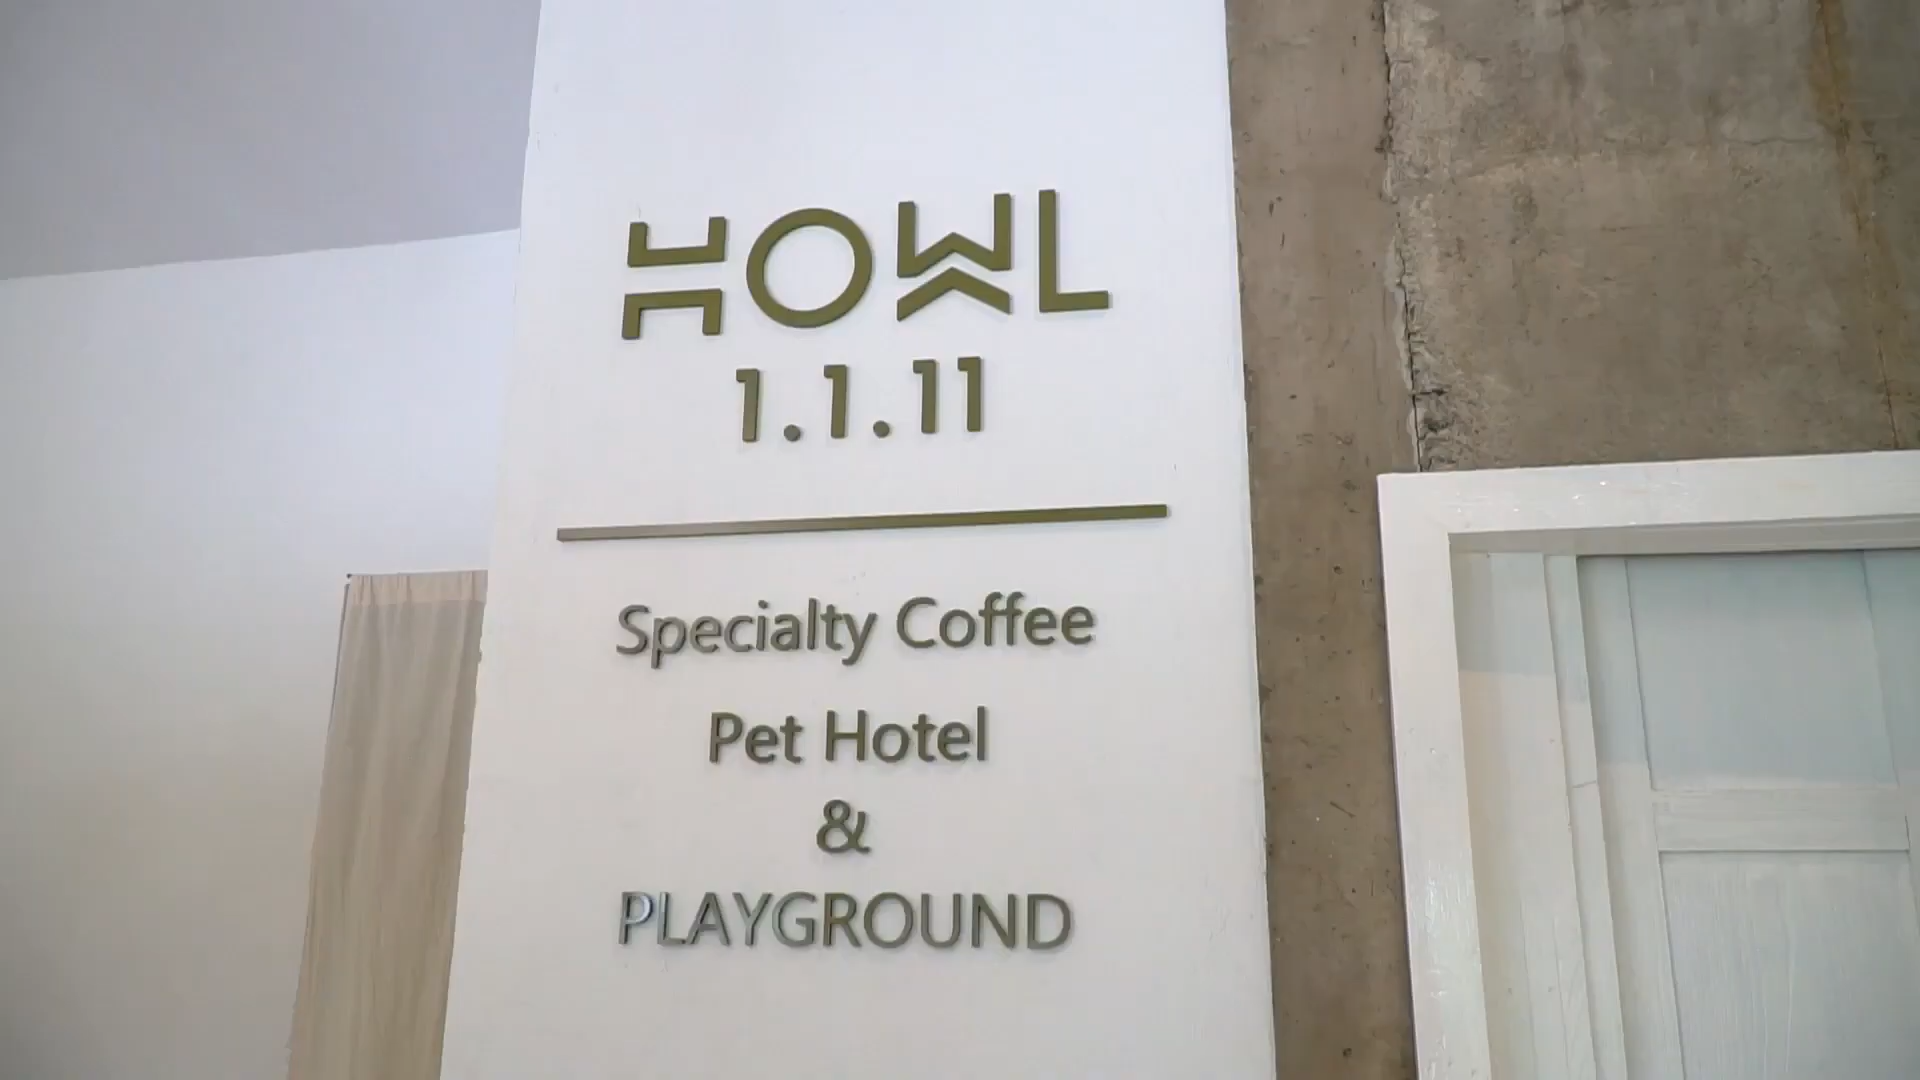 HOWL
1.1.11
Specialty Coffee
Pet Hotel
&
PLAYGROUND